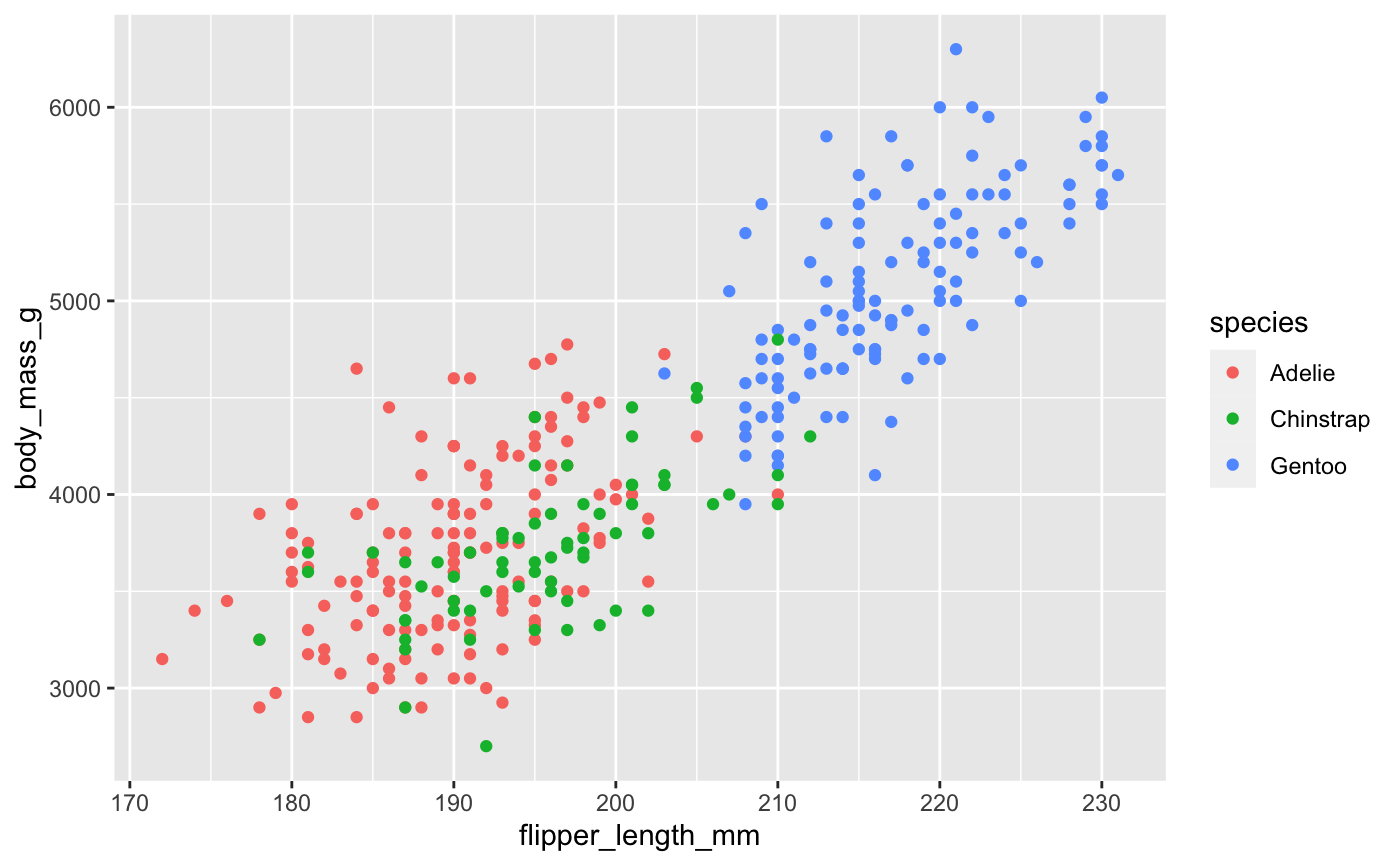 6000
5000
4000
3000
body_mass_g
170 180 190 200 210 220 230
flipper_length_mm
species
Adelie
Chinstrap
Gentoo